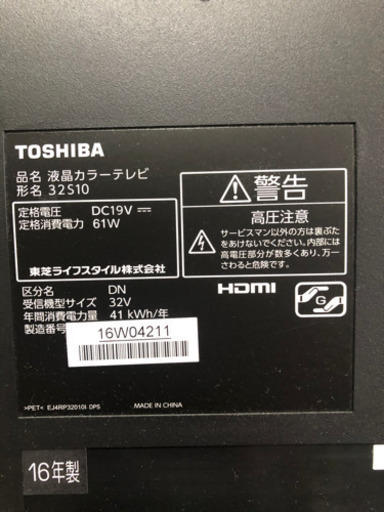 TOSHIBA
品名 液晶カラーテレビ
形名 32S10
定格電圧 DC19V ⎓
定格消費電力 61W
東芝ライフスタイル株式会社
区分名 DN
受信機型サイズ 32V
年間消費電力量 41 kWh/年
製造番号 16W04211
>PET< EJ4RIP32010I 0P5
MADE IN CHINA
警告
高圧注意
サービスマン以外の方は裏ぶた
をあけないでください。内部には
高電圧部分が数多くあり、万一
さわると危険です。
HDMI
G
16年製